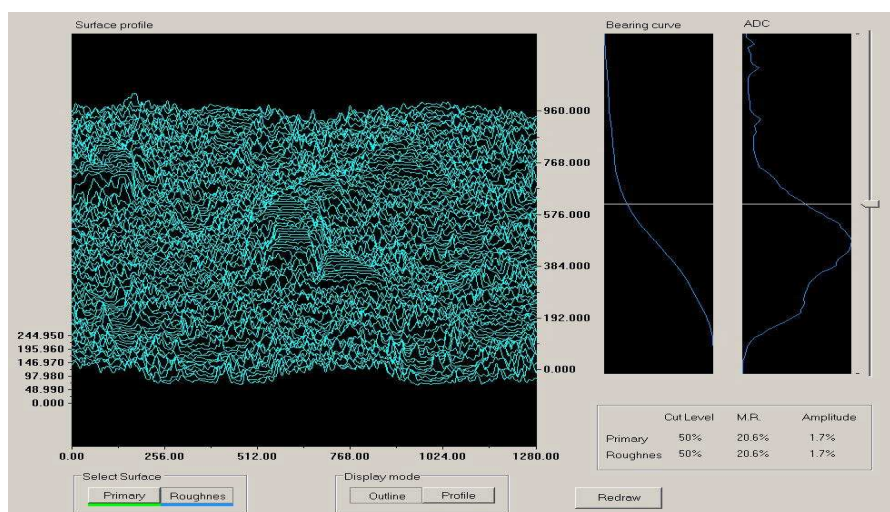 Surface profile
Bearing curve
ADC
960.000
768.000
576.000
384.000
192.000
0.000
244.950
195.960
146.970
97.980
48.990
0.000
0.00 256.00 512.00 768.00 1024.00 1280.00
Cut Level M.R. Amplitude
Primary 50% 20.6% 1.7%
Roughnes 50% 20.6% 1.7%
Select Surface
Primary Roughnes
Display mode
Outline Profile
Redraw